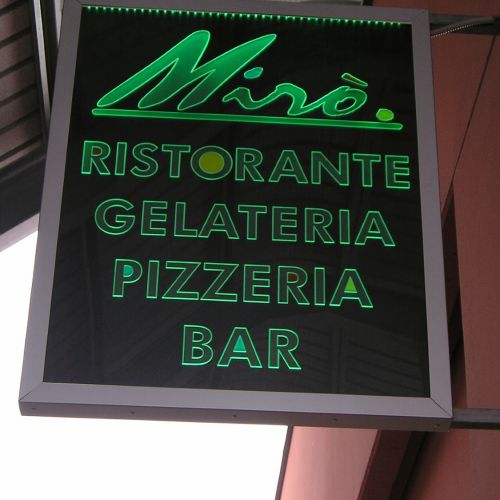 Mirò.
RISTORANTE
GELATERIA
PIZZERIA
BAR